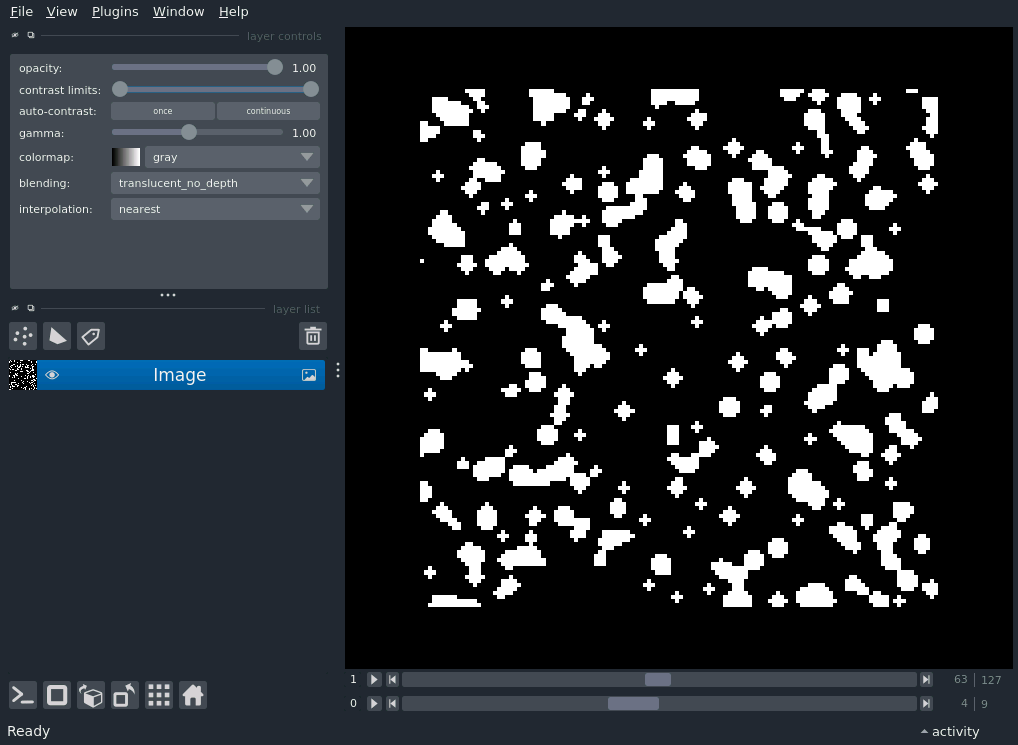 File View Plugins Window Help
layer controls
opacity: 1.00
contrast limits:
auto-contrast: once continuous
gamma: 1.00
colormap: gray
blending: translucent_no_depth
interpolation: nearest
layer list
Image
1 63 127
0 4 9
Ready activity